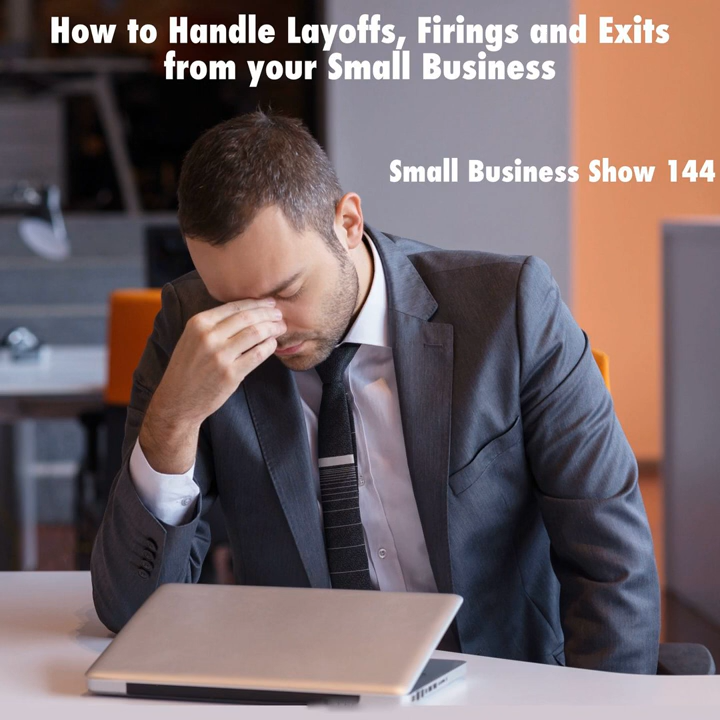 How to Handle Layoffs, Firings and Exits
from your Small Business
Small Business Show 144